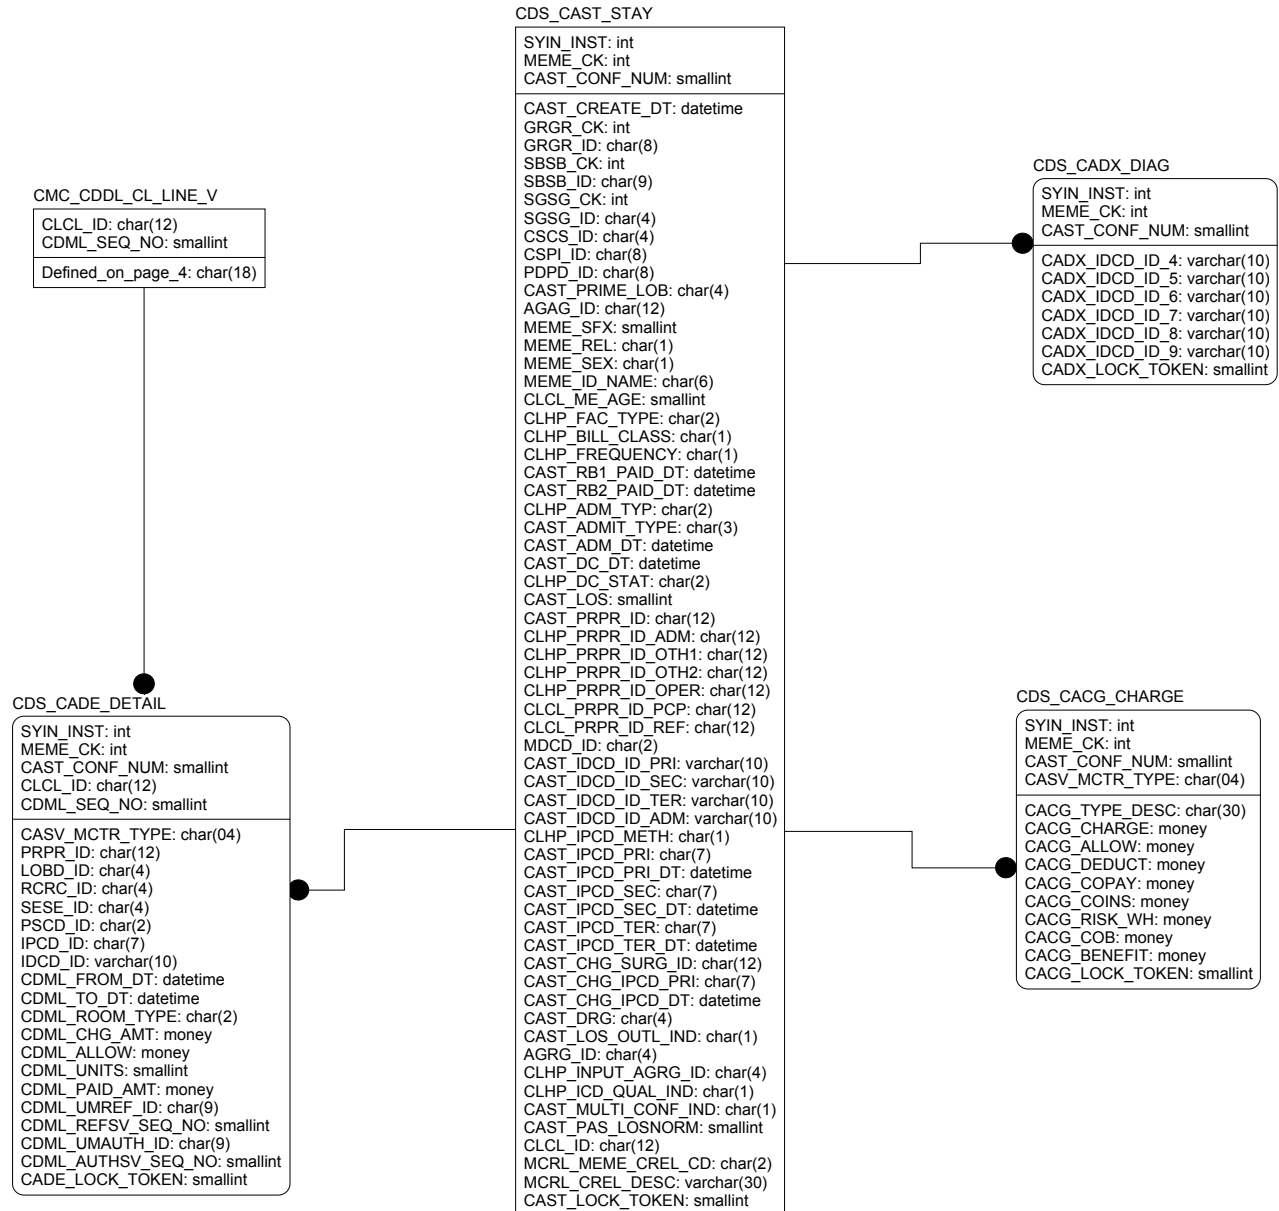 CDS_CAST_STAY
SYIN_INST: int
MEME_CK: int
CAST_CONF_NUM: smallint
CAST_CREATE_DT: datetime
GRGR_CK: int
GRGR_ID: char(8)
SBSB_CK: int
SBSB_ID: char(9)
SGSG_CK: int
SGSG_ID: char(4)
CSCS_ID: char(4)
CSPI_ID: char(8)
PDPD_ID: char(8)
CAST_PRIME_LOB: char(4)
AGAG_ID: char(12)
MEME_SFX: smallint
MEME_REL: char(1)
MEME_SEX: char(1)
MEME_ID_NAME: char(6)
CLCL_ME_AGE: smallint
CLHP_FAC_TYPE: char(2)
CLHP_BILL_CLASS: char(1)
CLHP_FREQUENCY: char(1)
CAST_RB1_PAID_DT: datetime
CAST_RB2_PAID_DT: datetime
CLHP_ADM_TYP: char(2)
CAST_ADMIT_TYPE: char(3)
CAST_ADM_DT: datetime
CAST_DC_DT: datetime
CLHP_DC_STAT: char(2)
CAST_LOS: smallint
CAST_PRPR_ID: char(12)
CLHP_PRPR_ID_ADM: char(12)
CLHP_PRPR_ID_OTH1: char(12)
CLHP_PRPR_ID_OTH2: char(12)
CLHP_PRPR_ID_OPER: char(12)
CLCL_PRPR_ID_PCP: char(12)
CLCL_PRPR_ID_REF: char(12)
MDCD_ID: char(2)
CAST_IDCD_ID_PRI: varchar(10)
CAST_IDCD_ID_SEC: varchar(10)
CAST_IDCD_ID_TER: varchar(10)
CAST_IDCD_ID_ADM: varchar(10)
CLHP_IPCD_METH: char(1)
CAST_IPCD_PRI: char(7)
CAST_IPCD_PRI_DT: datetime
CAST_IPCD_SEC: char(7)
CAST_IPCD_SEC_DT: datetime
CAST_IPCD_TER: char(7)
CAST_IPCD_TER_DT: datetime
CAST_CHG_SURG_ID: char(12)
CAST_CHG_IPCD_PRI: char(7)
CAST_CHG_IPCD_DT: datetime
CAST_DRG: char(4)
CAST_LOS_OUTL_IND: char(1)
AGRG_ID: char(4)
CLHP_INPUT_AGRG_ID: char(4)
CLHP_ICD_QUAL_IND: char(1)
CAST_MULTI_CONF_IND: char(1)
CAST_PAS_LOSNORM: smallint
CLCL_ID: char(12)
MCRL_MEME_CREL_CD: char(2)
MCRL_CREL_DESC: varchar(30)
CAST_LOCK_TOKEN: smallint
CMC_CDDL_CL_LINE_V
CLCL_ID: char(12)
CDML_SEQ_NO: smallint
Defined_on_page_4: char(18)
CDS_CADX_DIAG
SYIN_INST: int
MEME_CK: int
CAST_CONF_NUM: smallint
CADX_IDCD_ID_4: varchar(10)
CADX_IDCD_ID_5: varchar(10)
CADX_IDCD_ID_6: varchar(10)
CADX_IDCD_ID_7: varchar(10)
CADX_IDCD_ID_8: varchar(10)
CADX_IDCD_ID_9: varchar(10)
CADX_LOCK_TOKEN: smallint
CDS_CADE_DETAIL
SYIN_INST: int
MEME_CK: int
CAST_CONF_NUM: smallint
CLCL_ID: char(12)
CDML_SEQ_NO: smallint
CASV_MCTR_TYPE: char(04)
PRPR_ID: char(12)
LOBD_ID: char(4)
RCRC_ID: char(4)
SESE_ID: char(4)
PSCD_ID: char(2)
IPCD_ID: char(7)
IDCD_ID: varchar(10)
CDML_FROM_DT: datetime
CDML_TO_DT: datetime
CDML_ROOM_TYPE: char(2)
CDML_CHG_AMT: money
CDML_ALLOW: money
CDML_UNITS: smallint
CDML_PAID_AMT: money
CDML_UMREF_ID: char(9)
CDML_REFSV_SEQ_NO: smallint
CDML_UMAUTH_ID: char(9)
CDML_AUTHSV_SEQ_NO: smallint
CADE_LOCK_TOKEN: smallint
CDS_CACG_CHARGE
SYIN_INST: int
MEME_CK: int
CAST_CONF_NUM: smallint
CASV_MCTR_TYPE: char(04)
CACG_TYPE_DESC: char(30)
CACG_CHARGE: money
CACG_ALLOW: money
CACG_DEDUCT: money
CACG_COPAY: money
CACG_COINS: money
CACG_RISK_WH: money
CACG_COB: money
CACG_BENEFIT: money
CACG_LOCK_TOKEN: smallint